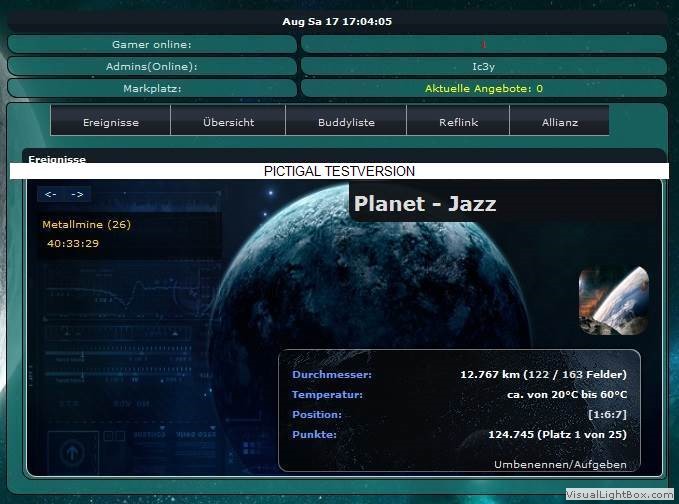 Aug Sa 17 17:04:05
Gamer online: 1
Admins(Online): Ic3y
Markplatz: Aktuelle Angebote: 0
Ereignisse Übersicht Buddyliste Reflink Allianz
Ereignisse
PICTIGAL TESTVERSION
<- ->
Planet - Jazz
Metallmine (26)
40:33:29
Durchmesser: 12.767 km (122 / 163 Felder)
Temperatur: ca. von 20°C bis 60°C
Position: [1:6:7]
Punkte: 124.745 (Platz 1 von 25)
Umbenennen/Aufgeben
VisualLightBox.com